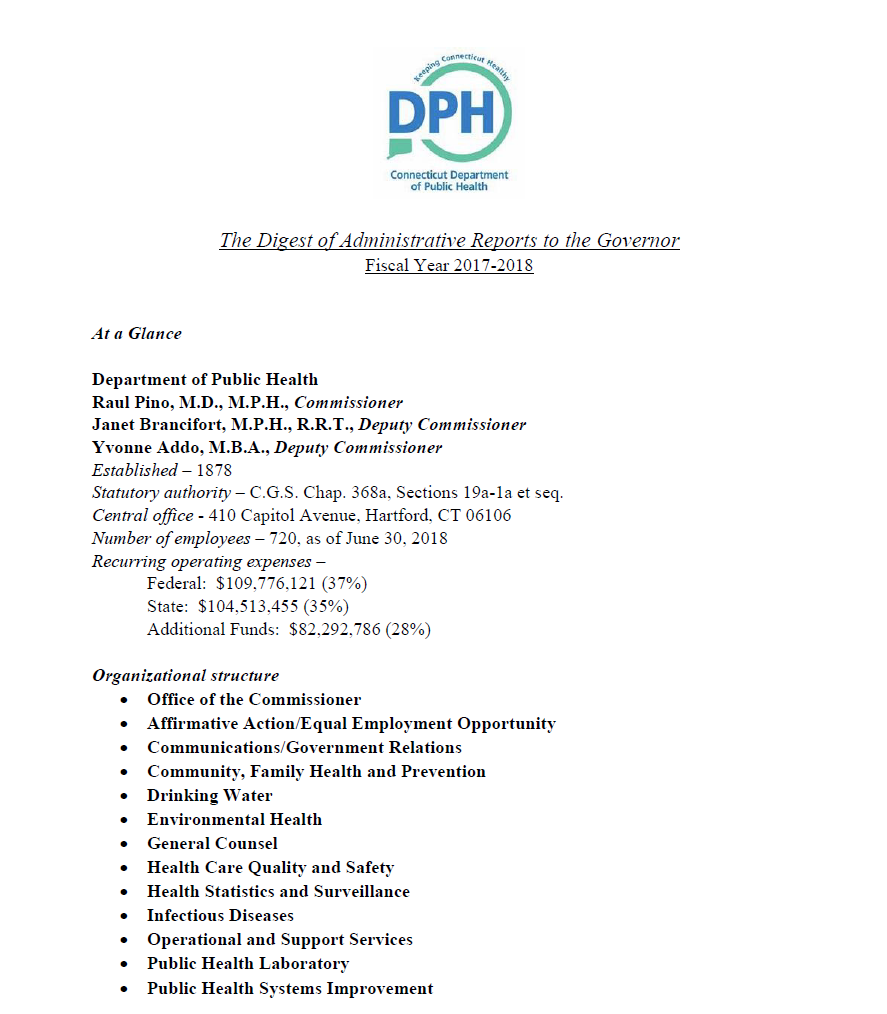 Keeping Connecticut Healthy
DPH
Connecticut Department
of Public Health
The Digest of Administrative Reports to the Governor
Fiscal Year 2017-2018
At a Glance
Department of Public Health
Raul Pino, M.D., M.P.H., Commissioner
Janet Brancifort, M.P.H., R.R.T., Deputy Commissioner
Yvonne Addo, M.B.A., Deputy Commissioner
Established – 1878
Statutory authority – C.G.S. Chap. 368a, Sections 19a-1a et seq.
Central office - 410 Capitol Avenue, Hartford, CT 06106
Number of employees – 720, as of June 30, 2018
Recurring operating expenses –
Federal:  $109,776,121 (37%)
State:  $104,513,455 (35%)
Additional Funds:  $82,292,786 (28%)
Organizational structure
• Office of the Commissioner
• Affirmative Action/Equal Employment Opportunity
• Communications/Government Relations
• Community, Family Health and Prevention
• Drinking Water
• Environmental Health
• General Counsel
• Health Care Quality and Safety
• Health Statistics and Surveillance
• Infectious Diseases
• Operational and Support Services
• Public Health Laboratory
• Public Health Systems Improvement